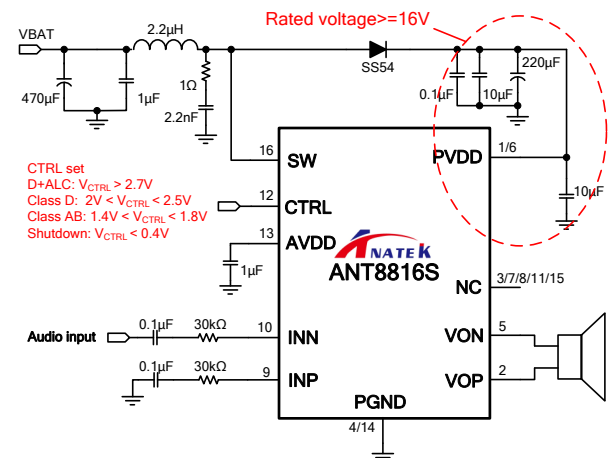 Rated voltage>=16V
VBAT
2.2µH
SS54
470µF
1µF
1Ω
2.2nF
0.1µF
10µF
220µF
10µF
CTRL set
D+ALC: VCTRL > 2.7V
Class D: 2V < VCTRL < 2.5V
Class AB: 1.4V < VCTRL < 1.8V
Shutdown: VCTRL < 0.4V
16
SW
PVDD
1/6
12
CTRL
13
AVDD
1µF
ANATEK
ANT8816S
NC
3/7/8/11/15
Audio input
0.1µF
30kΩ
10
INN
VON
5
0.1µF
30kΩ
9
INP
VOP
2
PGND
4/14